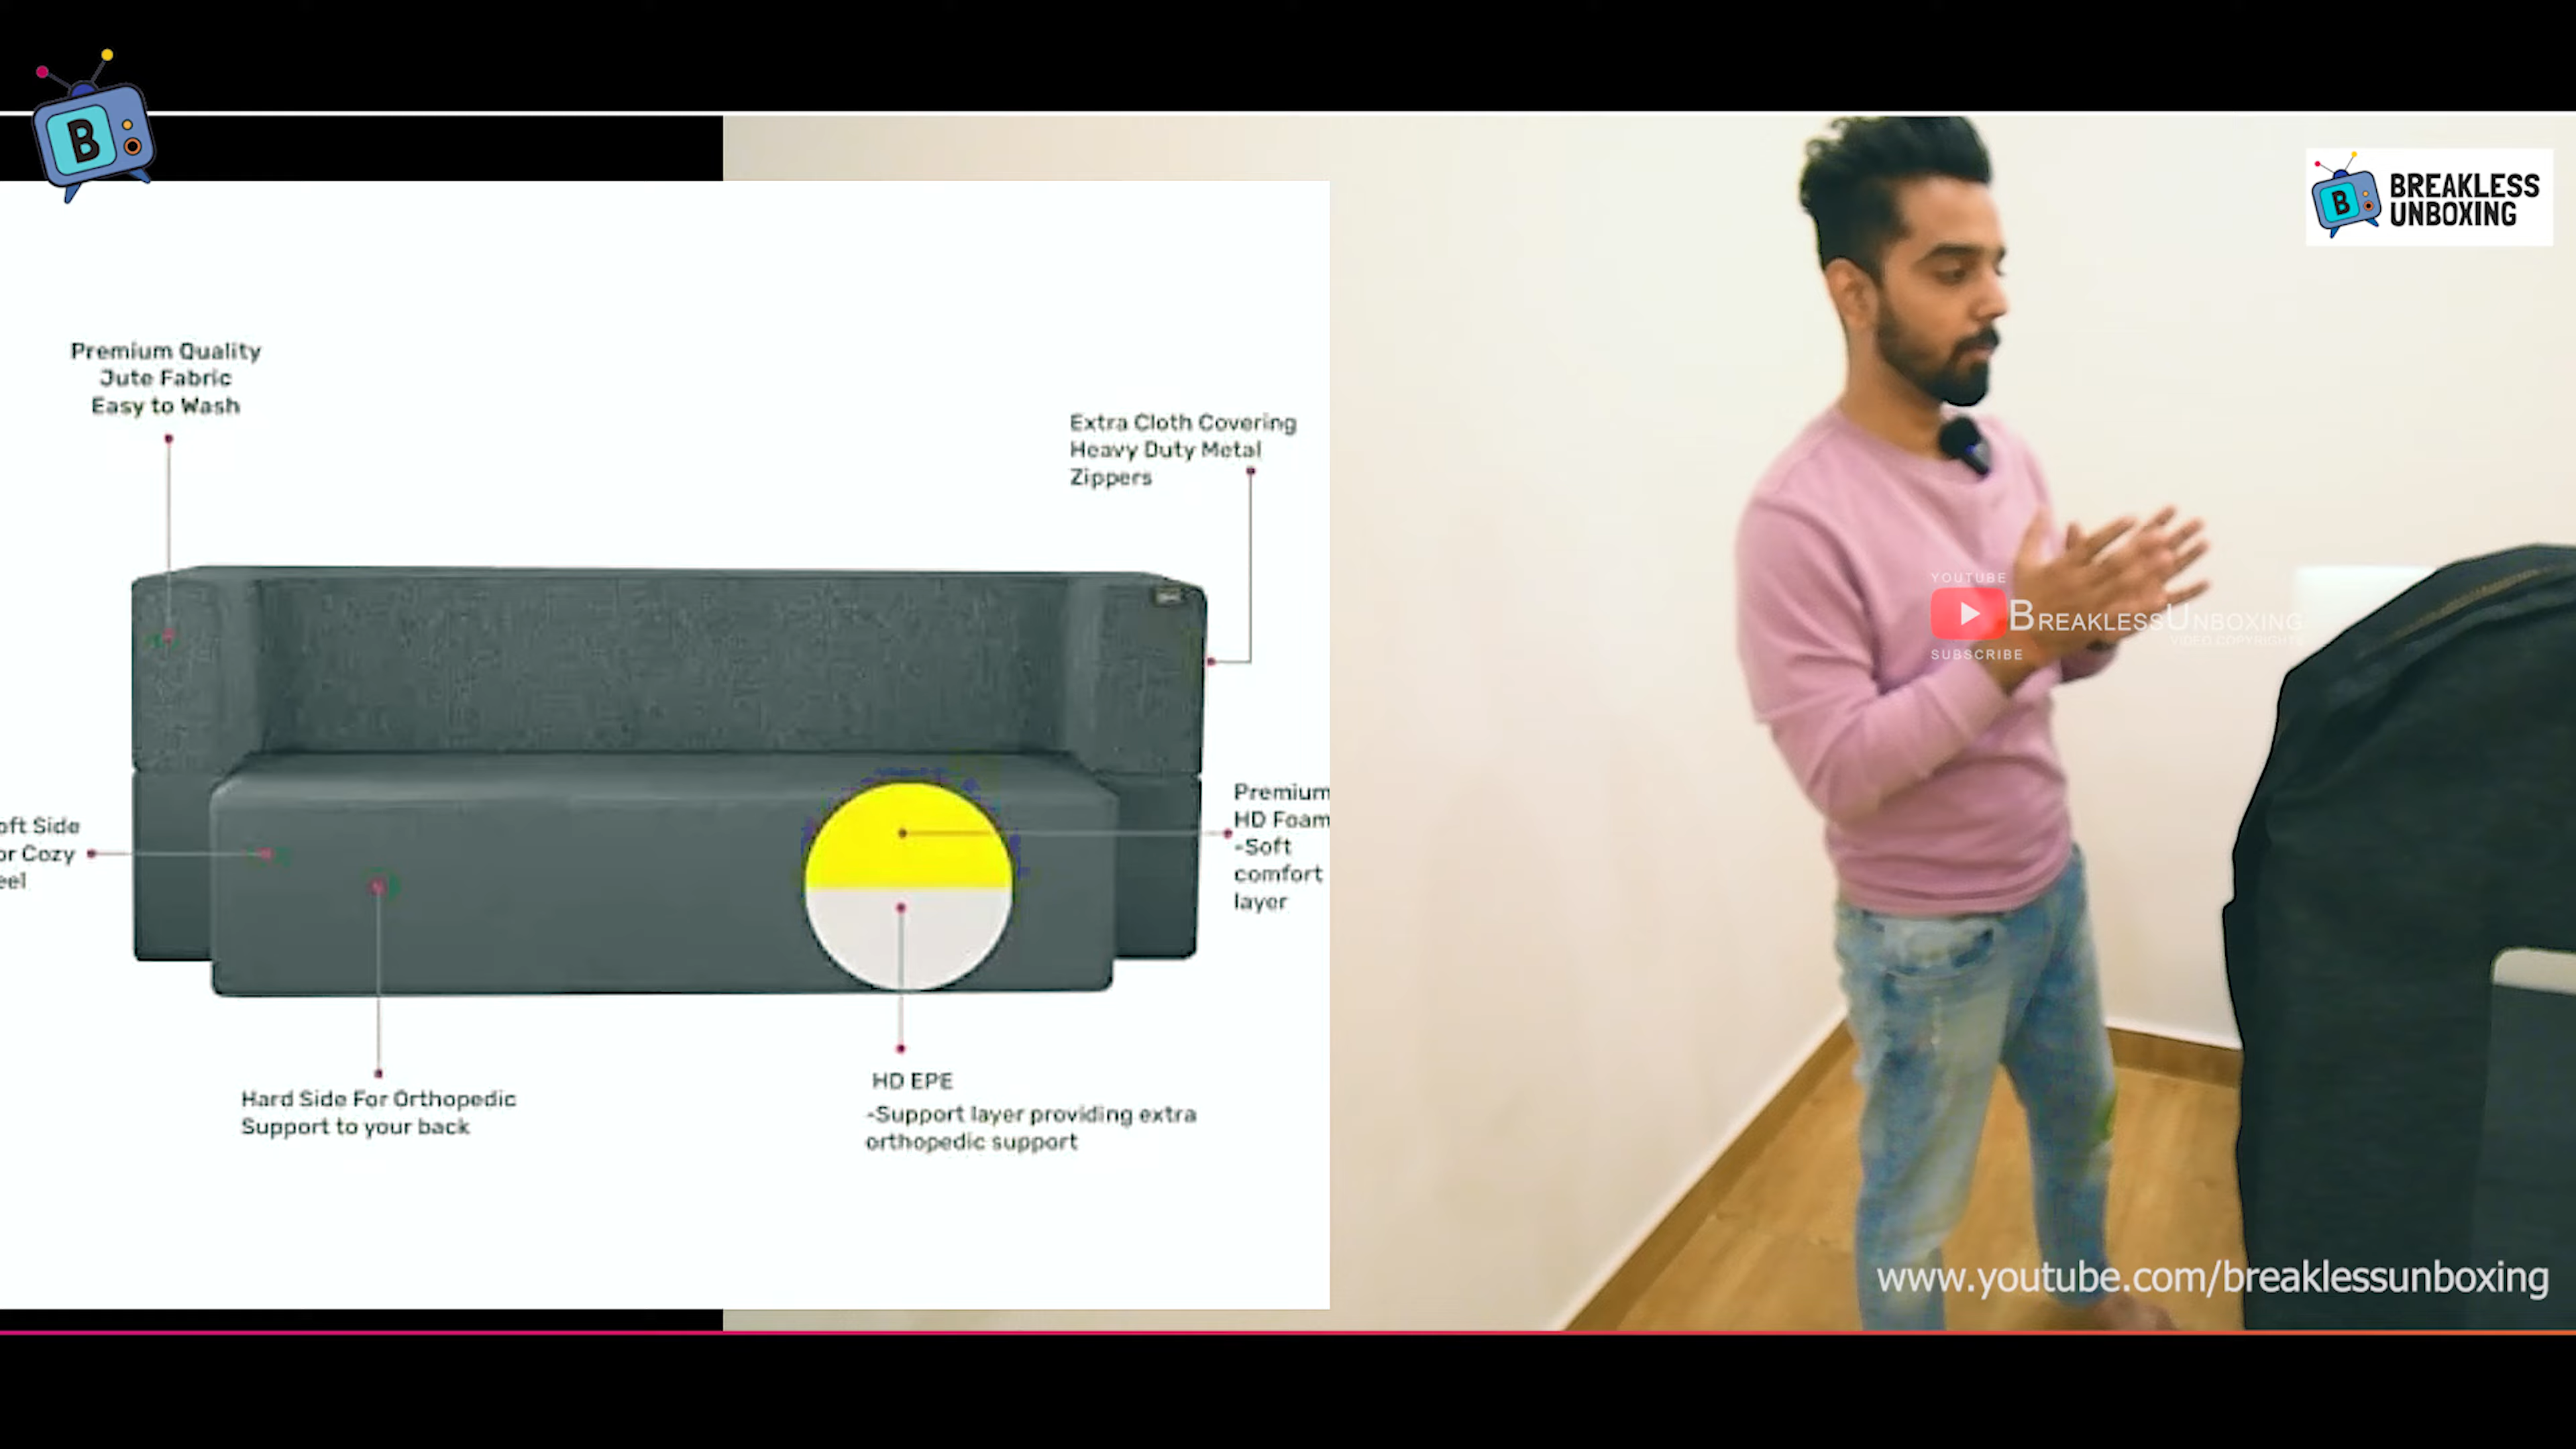 B
BREAKLESS
UNBOXING
B
Premium Quality
Jute Fabric
Easy to Wash
Extra Cloth Covering
Heavy Duty Metal
Zippers
YOUTUBE
BREAKLESSUNBOXING
VIDEO COPYRIGHTS
SUBSCRIBE
oft Side
or Cozy
eel
Premium
HD Foam
-Soft
comfort
layer
Hard Side For Orthopedic
Support to your back
HD EPE
-Support layer providing extra
orthopedic support
www.youtube.com/breaklessunboxing